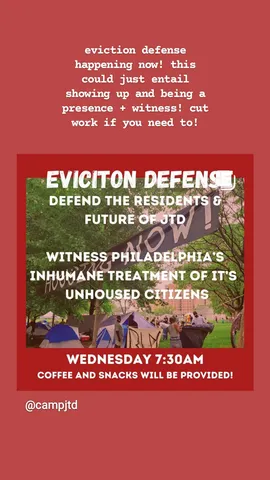 eviction defense
happening now! this
could just entail
showing up and being a
presence + witness! cut
work if you need to!
EVICITON DEFENSE
DEFEND THE RESIDENTS &
FUTURE OF JTD
HOUSING NOW!
WITNESS PHILADELPHIA'S
INHUMANE TREATMENT OF IT'S
UNHOUSED CITIZENS
WEDNESDAY 7:30AM
COFFEE AND SNACKS WILL BE PROVIDED!
@campjtd